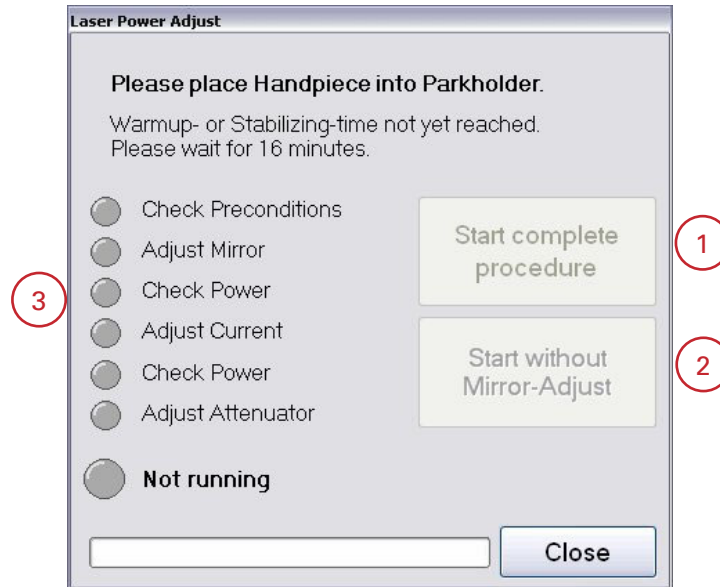 Laser Power Adjust
Please place Handpiece into Parkholder.
Warmup- or Stabilizing-time not yet reached.
Please wait for 16 minutes.
Check Preconditions
Adjust Mirror
Check Power
Adjust Current
Check Power
Adjust Attenuator
Start complete
procedure
Start without
Mirror-Adjust
1
2
3
Not running
Close